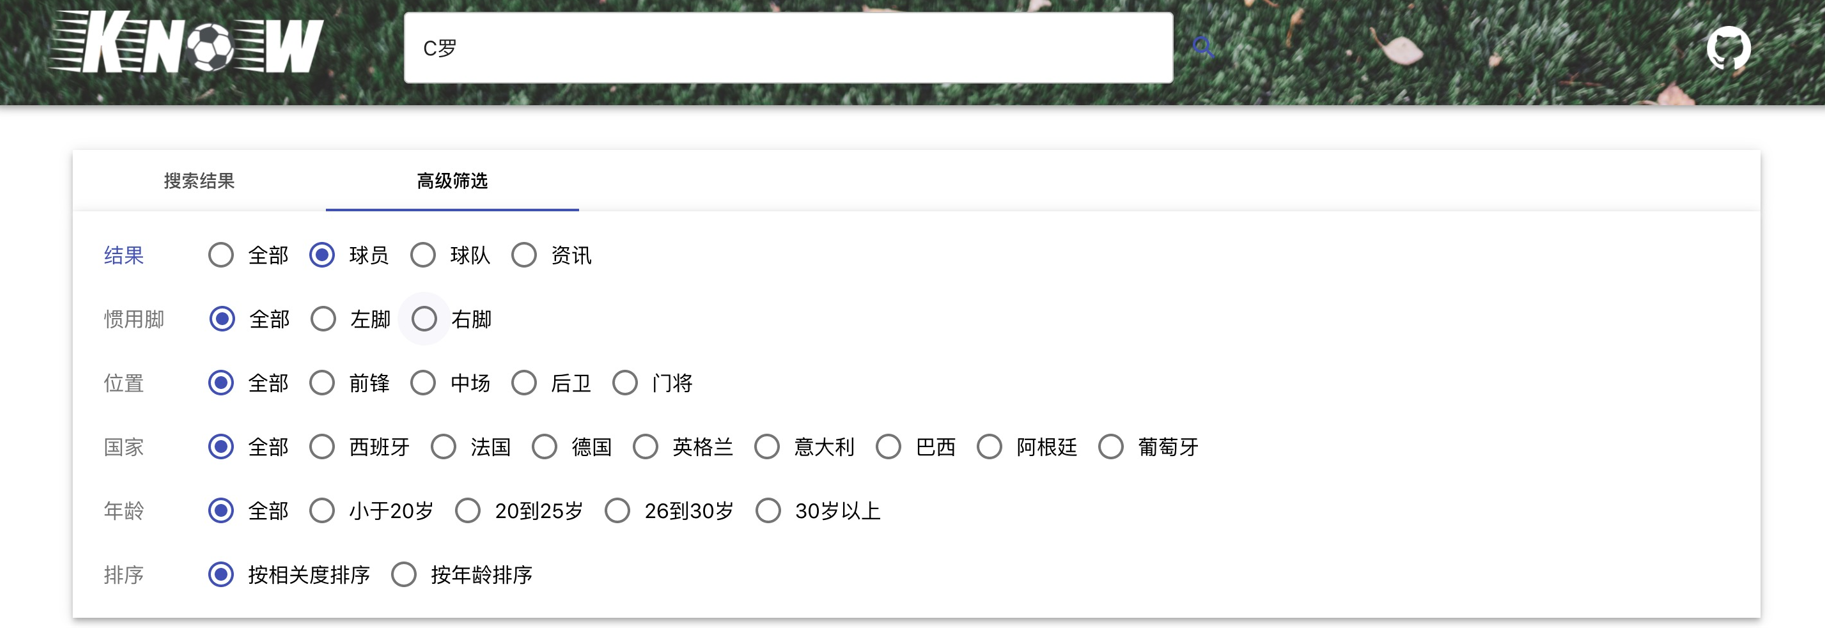 KNOW
C罗
搜索结果 高级筛选
结果 全部 球员 球队 资讯
惯用脚 全部 左脚 右脚
位置 全部 前锋 中场 后卫 门将
国家 全部 西班牙 法国 德国 英格兰 意大利 巴西 阿根廷 葡萄牙
年龄 全部 小于20岁 20到25岁 26到30岁 30岁以上
排序 按相关度排序 按年龄排序